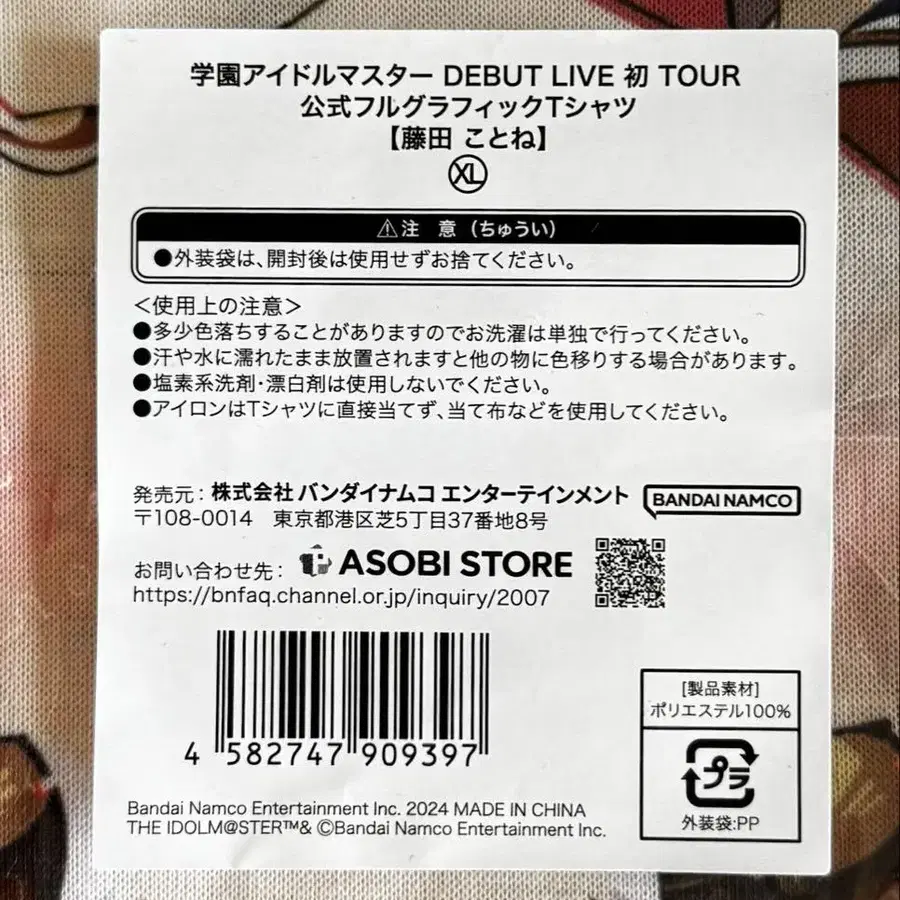 学園アイドルマスター DEBUT LIVE 初 TOUR
公式フルグラフィックTシャツ
【藤田 ことね】
XL
⚠注 意（ちゅうい）
●外装袋は、開封後は使用せずお捨てください。
＜使用上の注意＞
●多少色落ちすることがありますのでお洗濯は単独で行ってください。
●汗や水に濡れたまま放置されますと他の物に色移りする場合があります。
●塩素系洗剤・漂白剤は使用しないでください。
●アイロンはTシャツに直接当てず、当て布などを使用してください。
発売元：株式会社 バンダイナムコ エンターテインメント
BANDAI NAMCO
〒108-0014 東京都港区芝5丁目37番地8号
お問い合わせ先： ASOBI STORE
https://bnfaq.channel.or.jp/inquiry/2007
4 582747 909397
[製品素材]
ポリエステル100%
プラ
外装袋:PP
Bandai Namco Entertainment Inc. 2024 MADE IN CHINA
THE IDOLM@STER™& ©Bandai Namco Entertainment Inc.